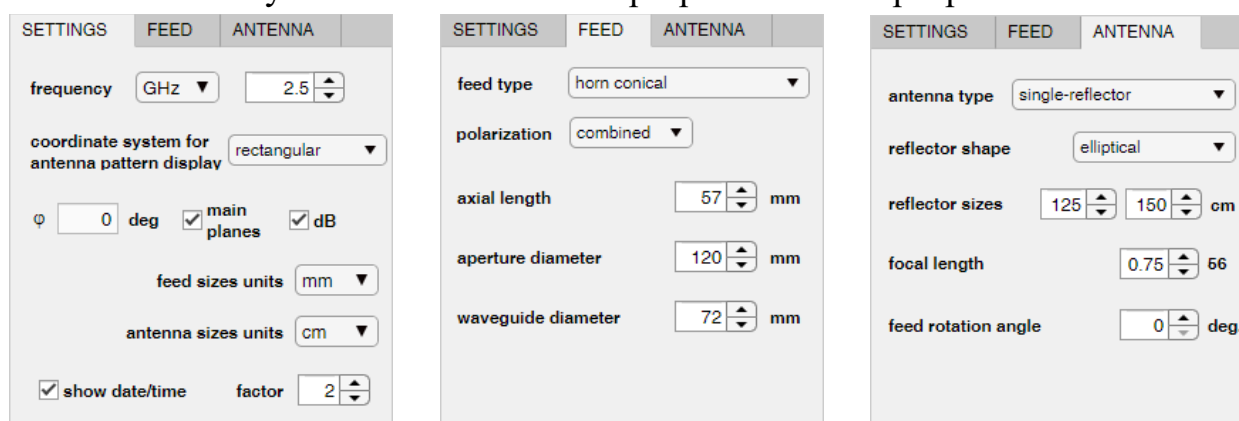 SETTINGS FEED ANTENNA
frequency GHz 2.5
coordinate system for
antenna pattern display rectangular
φ 0 deg main
planes dB
feed sizes units mm
antenna sizes units cm
show date/time factor 2
SETTINGS FEED ANTENNA
feed type horn conical
polarization combined
axial length 57 mm
aperture diameter 120 mm
waveguide diameter 72 mm
SETTINGS FEED ANTENNA
antenna type single-reflector
reflector shape elliptical
reflector sizes 125 150 cm
focal length 0.75 56
feed rotation angle 0 deg.